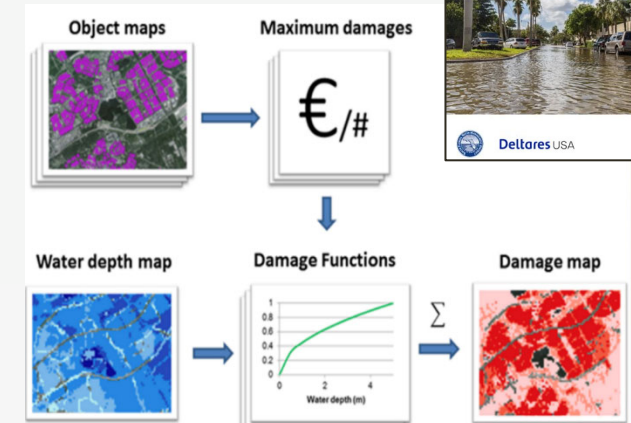 Object maps
Maximum damages
€/#
Deltares USA
Water depth map
Damage Functions
Damage map
1
0.8
0.6
0.4
0.2
0
0 2 4
Water depth (m)
Σ